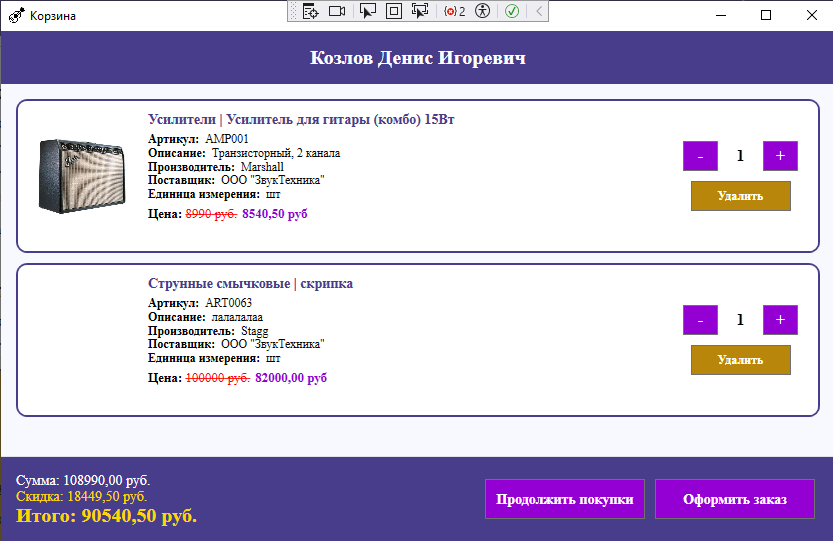 Корзина
2
Козлов Денис Игоревич
Усилители | Усилитель для гитары (комбо) 15Вт
Артикул: AMP001
Описание: Транзисторный, 2 канала
Производитель: Marshall
Поставщик: ООО "ЗвукТехника"
Единица измерения: шт
Цена: 8990 руб. 8540,50 руб
- 1 +
Удалить
Струнные смычковые | скрипка
Артикул: ART0063
Описание: лалалалаа
Производитель: Stagg
Поставщик: ООО "ЗвукТехника"
Единица измерения: шт
Цена: 100000 руб. 82000,00 руб
- 1 +
Удалить
Сумма: 108990,00 руб.
Скидка: 18449,50 руб.
Итого: 90540,50 руб.
Продолжить покупки
Оформить заказ